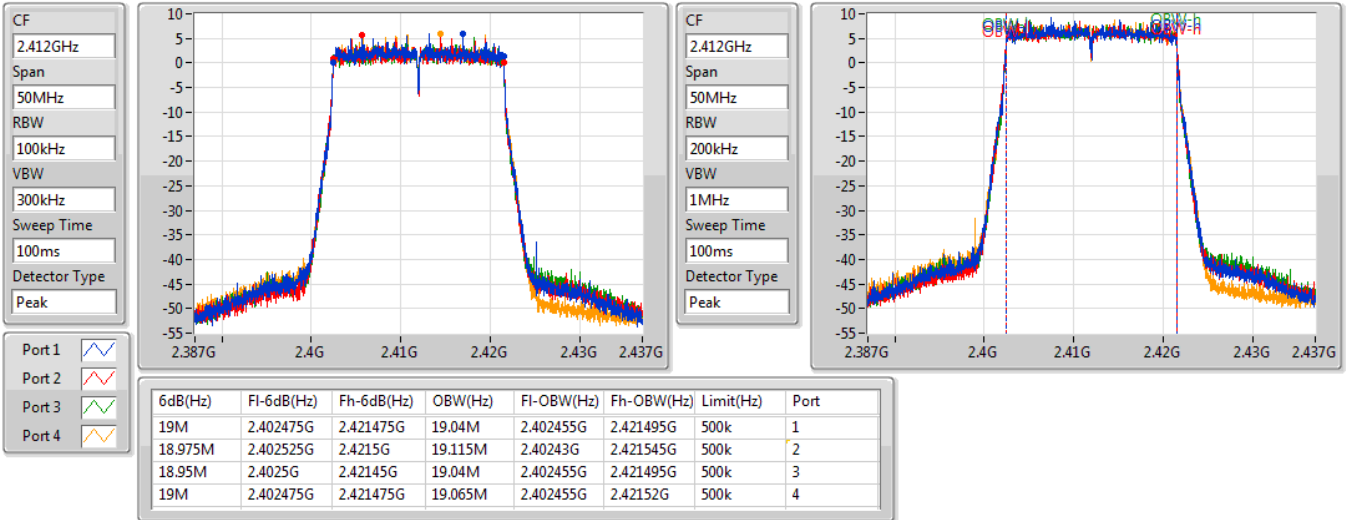 CF
2.412GHz
Span
50MHz
RBW
100kHz
VBW
300kHz
Sweep Time
100ms
Detector Type
Peak
10
5
0
-5
-10
-15
-20
-25
-30
-35
-40
-45
-50
-55
2.387G 2.4G 2.41G 2.42G 2.43G 2.437G
CF
2.412GHz
Span
50MHz
RBW
200kHz
VBW
1MHz
Sweep Time
100ms
Detector Type
Peak
10
5
0
-5
-10
-15
-20
-25
-30
-35
-40
-45
-50
-55
2.387G 2.4G 2.41G 2.42G 2.43G 2.437G
Port 1
Port 2
Port 3
Port 4
6dB(Hz) Fl-6dB(Hz) Fh-6dB(Hz) OBW(Hz) Fl-OBW(Hz) Fh-OBW(Hz) Limit(Hz) Port
19M 2.402475G 2.421475G 19.04M 2.402455G 2.421495G 500k 1
18.975M 2.402525G 2.4215G 19.115M 2.40243G 2.421545G 500k 2
18.95M 2.4025G 2.42145G 19.04M 2.402455G 2.421495G 500k 3
19M 2.402475G 2.421475G 19.065M 2.402455G 2.42152G 500k 4